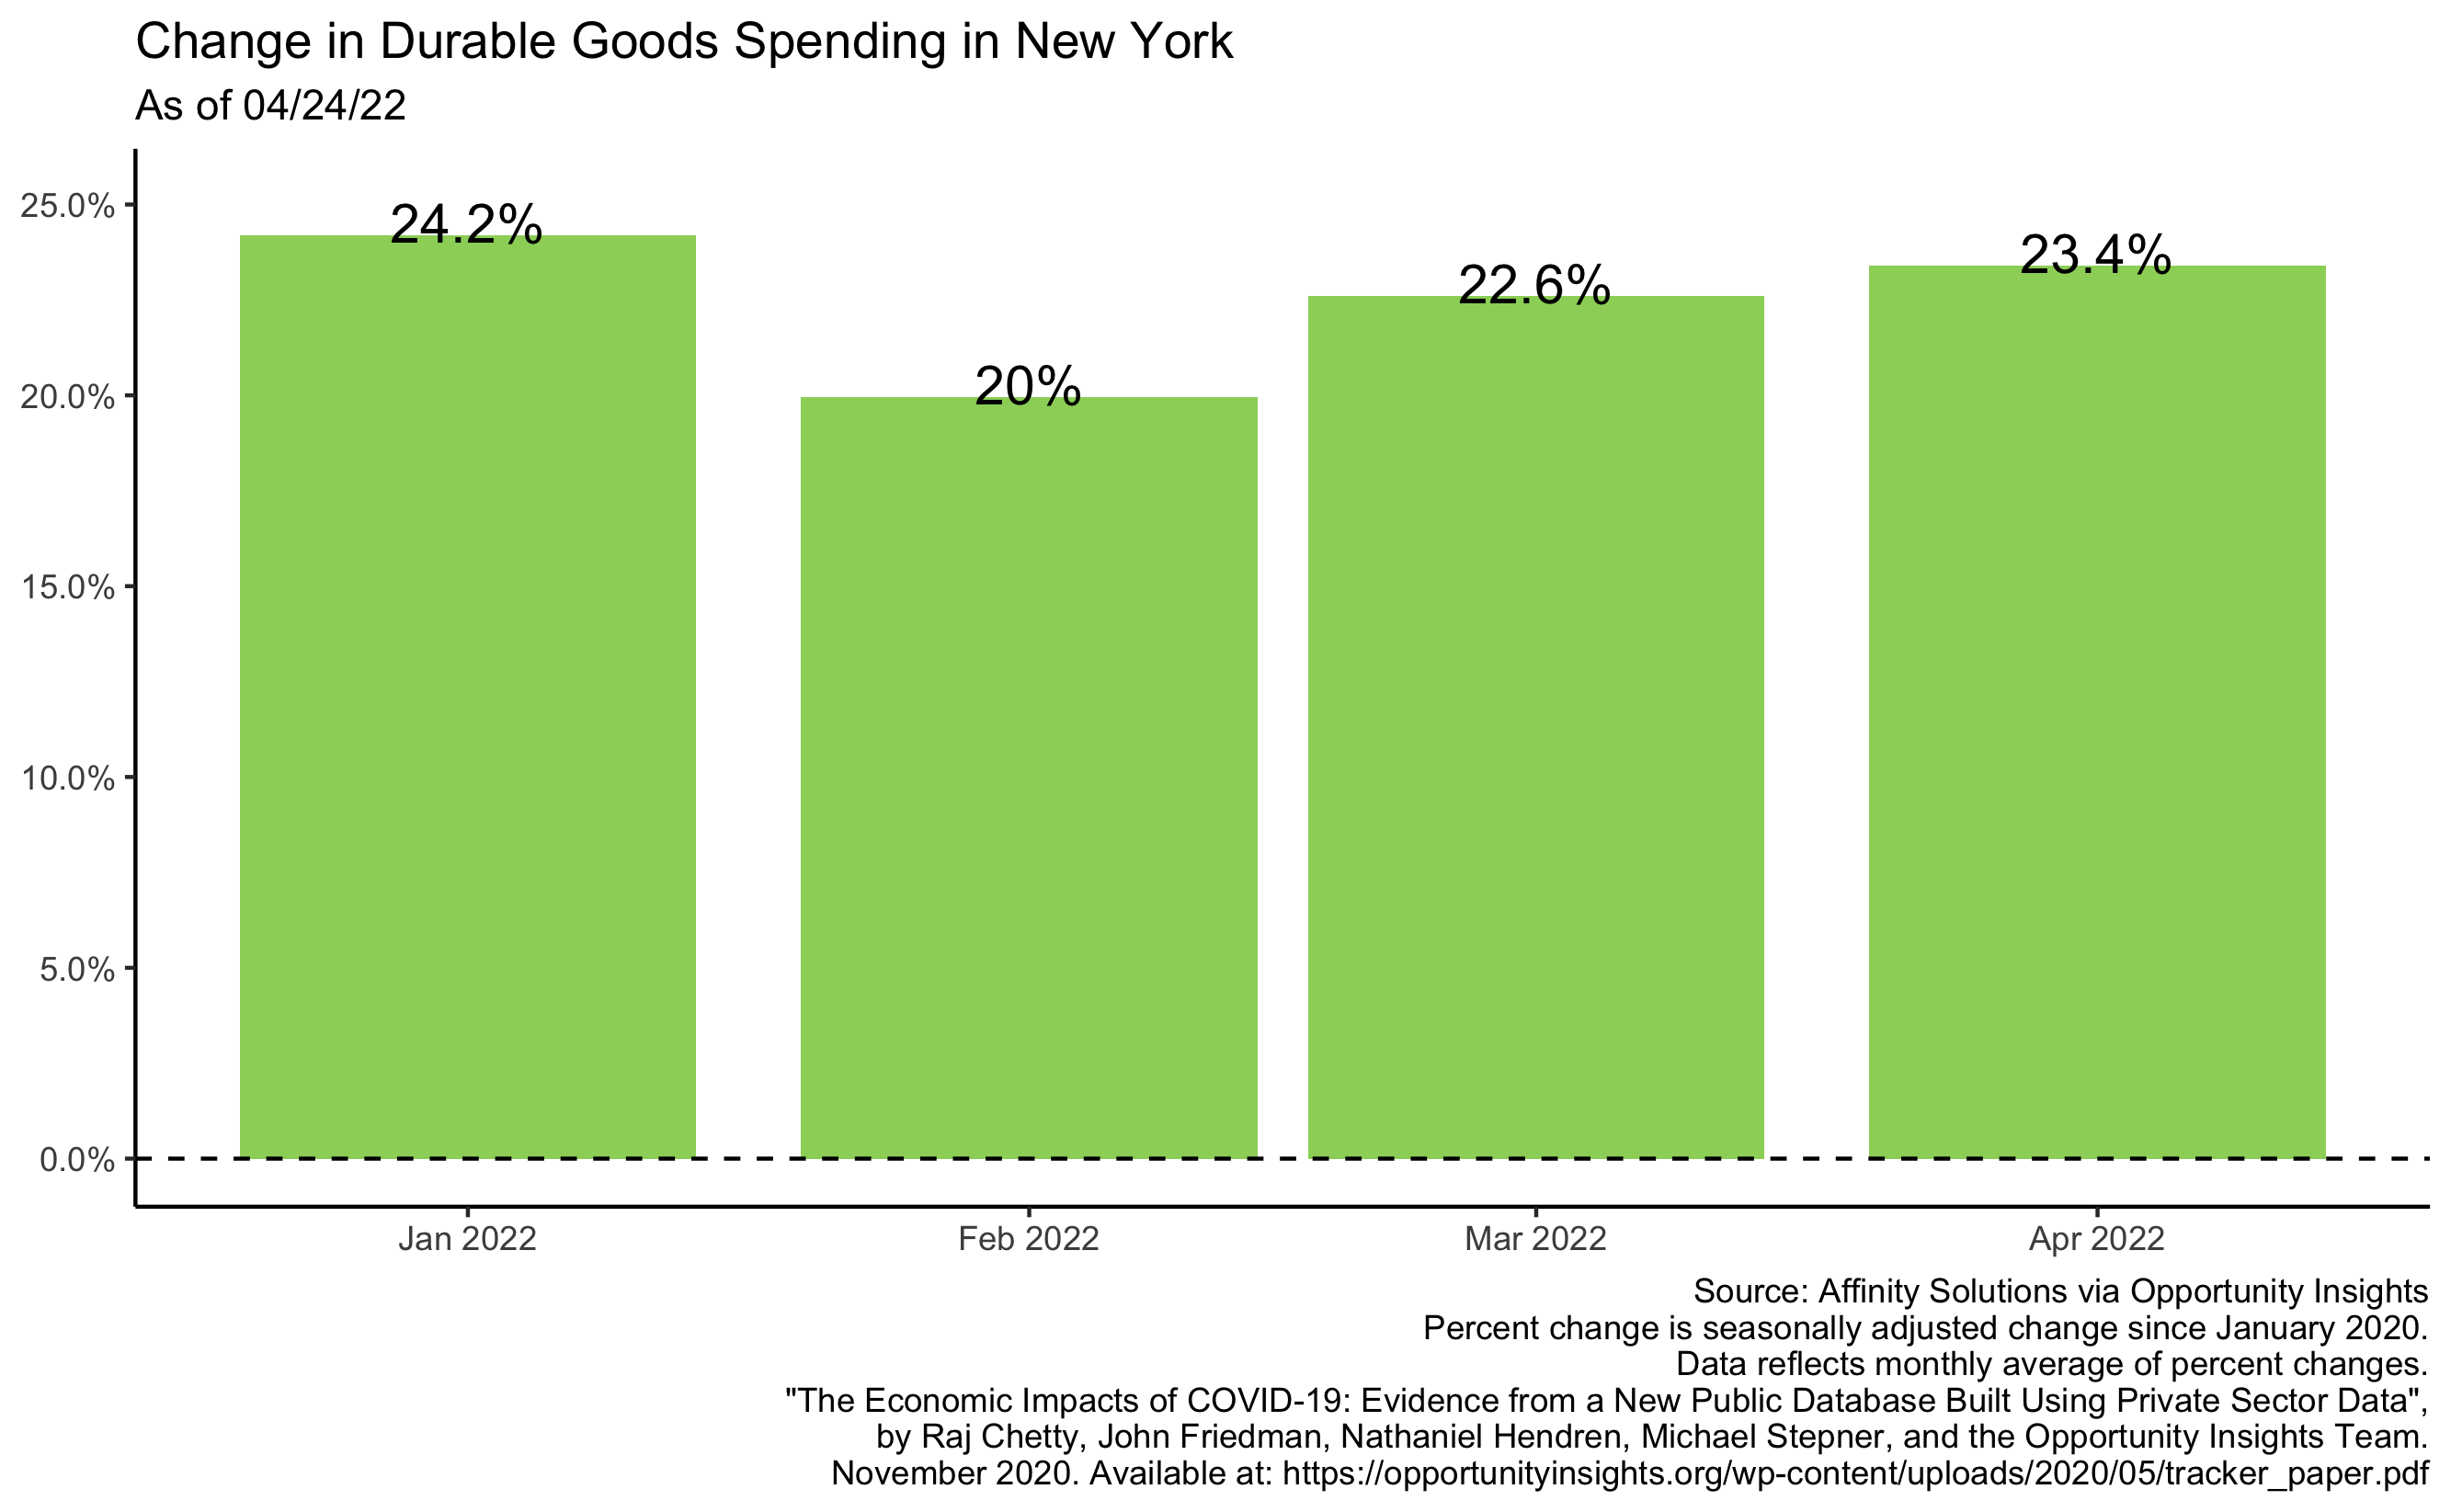 Change in Durable Goods Spending in New York
As of 04/24/22
25.0%
20.0%
15.0%
10.0%
5.0%
0.0%
24.2%
20%
22.6%
23.4%
Jan 2022
Feb 2022
Mar 2022
Apr 2022
Source: Affinity Solutions via Opportunity Insights
Percent change is seasonally adjusted change since January 2020.
Data reflects monthly average of percent changes.
"The Economic Impacts of COVID-19: Evidence from a New Public Database Built Using Private Sector Data",
by Raj Chetty, John Friedman, Nathaniel Hendren, Michael Stepner, and the Opportunity Insights Team.
November 2020. Available at: https://opportunityinsights.org/wp-content/uploads/2020/05/tracker_paper.pdf